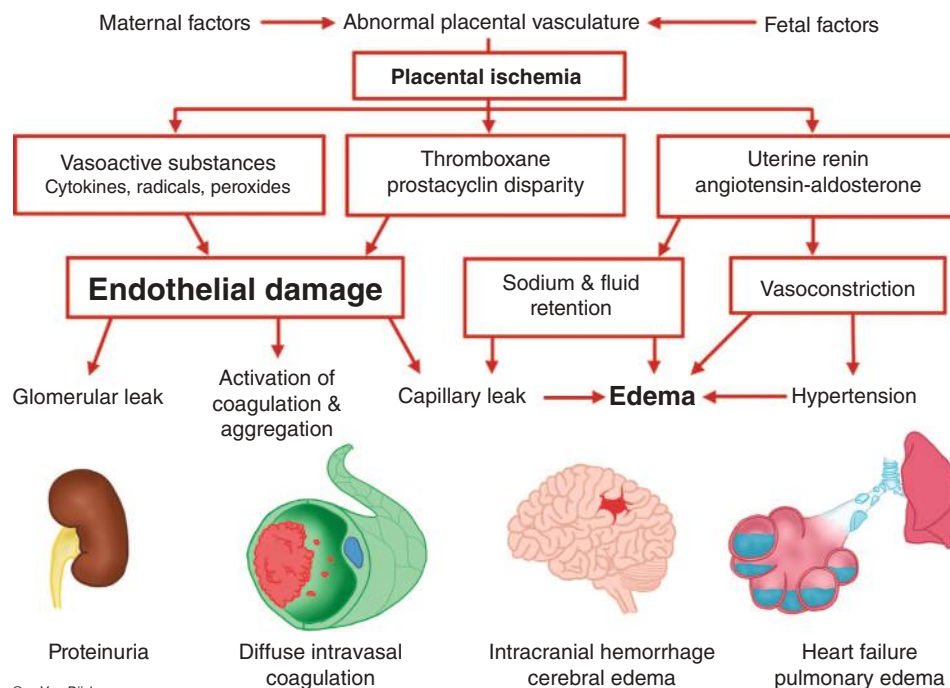 Maternal factors
Abnormal placental vasculature
Fetal factors
Placental ischemia
Vasoactive substances
Cytokines, radicals, peroxides
Thromboxane
prostacyclin disparity
Uterine renin
angiotensin-aldosterone
Endothelial damage
Sodium & fluid
retention
Vasoconstriction
Glomerular leak
Activation of
coagulation &
aggregation
Capillary leak
Edema
Hypertension
Proteinuria
Diffuse intravasal
coagulation
Intracranial hemorrhage
cerebral edema
Heart failure
pulmonary edema